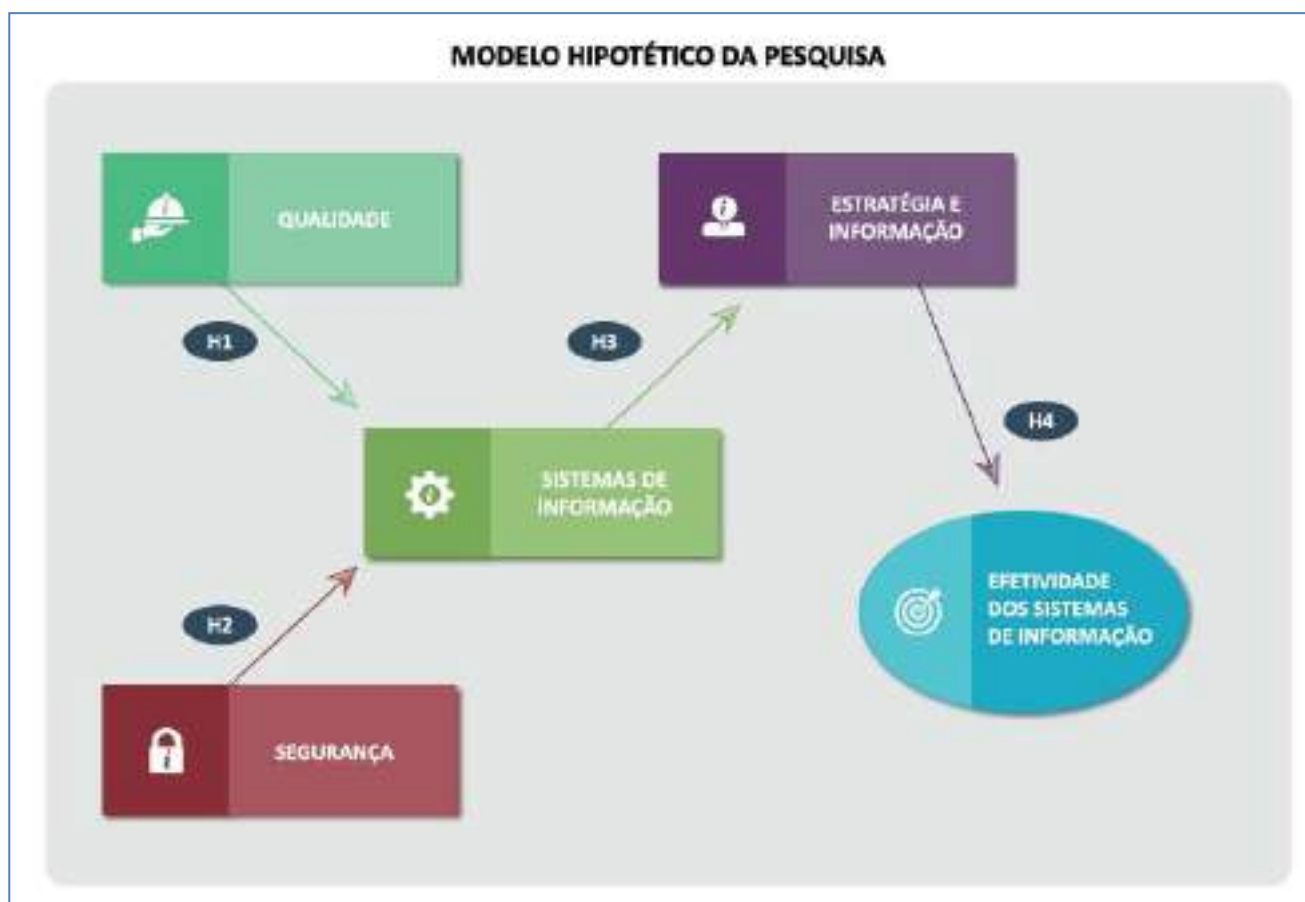 MODELO HIPOTÉTICO DA PESQUISA
QUALIDADE
ESTRATÉGIA E
INFORMAÇÃO
H1
H3
H4
SISTEMAS DE
INFORMAÇÃO
EFETIVIDADE
DOS SISTEMAS
DE INFORMAÇÃO
H2
SEGURANÇA